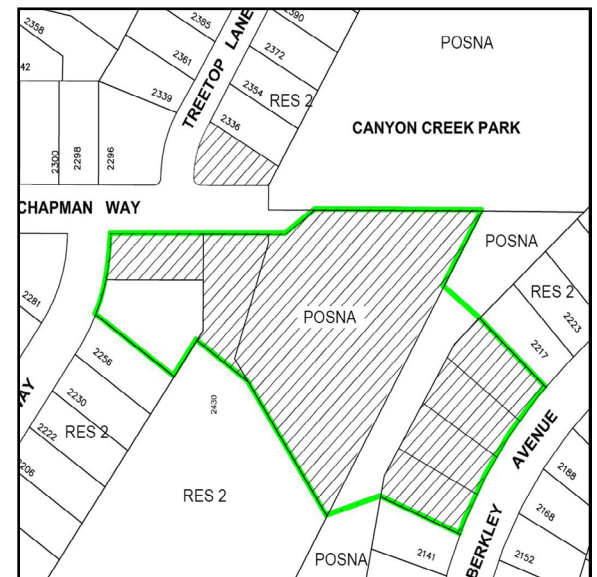 2358
2385
2390
POSNA
42
2361
2372
2339
2354
RES 2
TREETOP LANE
CANYON CREEK PARK
2336
2300
2298
2296
CHAPMAN WAY
POSNA
RES 2
2281
POSNA
2223
2217
2256
2230
2430
2222
RES 2
WAY
2206
AVENUE
2188
RES 2
2168
BERKLEY
POSNA
2141
2152